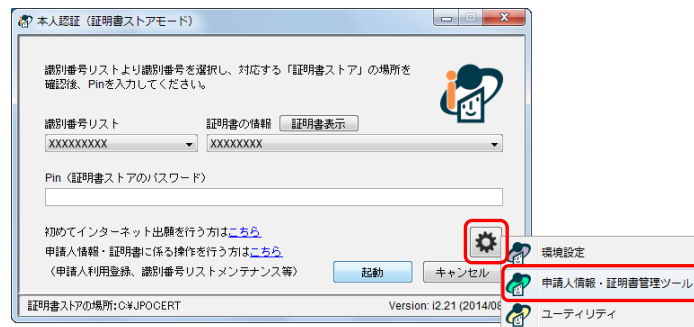 本人認証（証明書ストアモード）
識別番号リストより識別番号を選択し、対応する「証明書ストア」の場所を
確認後、Pinを入力してください。
識別番号リスト
証明書の情報 証明書表示
XXXXXXXXX XXXXXXXX
Pin（証明書ストアのパスワード）
初めてインターネット出願を行う方はこちら
申請人情報・証明書に係る操作を行う方はこちら
（申請人利用登録、識別番号リストメンテナンス等）
起動 キャンセル
証明書ストアの場所:C¥JPOCERT
Version: i2.21 (2014/08
環境設定
申請人情報・証明書管理ツール
ユーティリティ